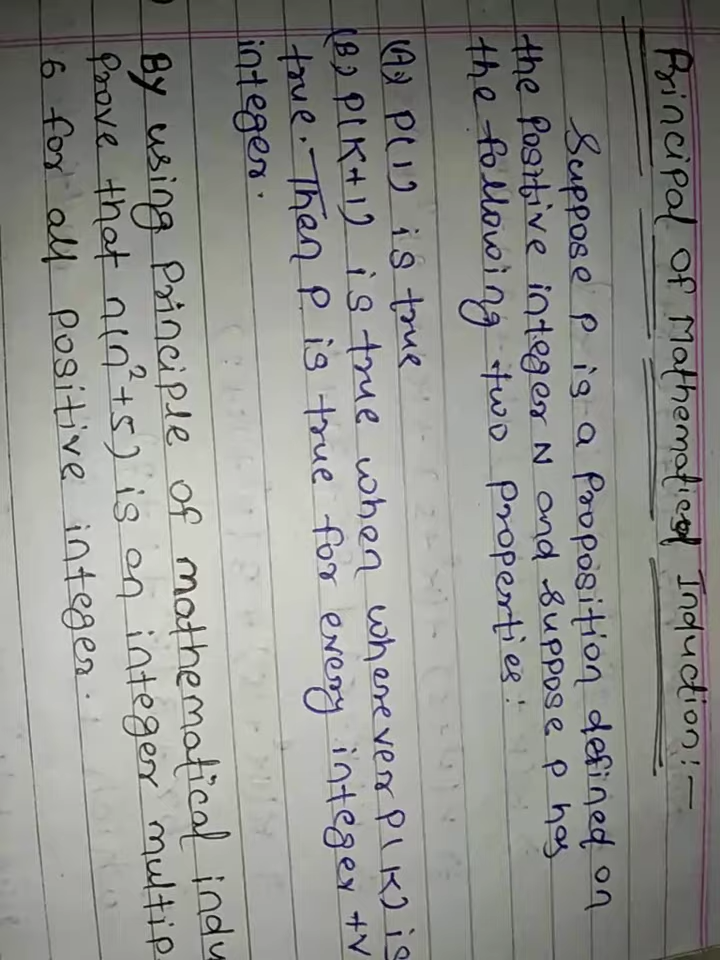 Principal of Mathematical Induction:-
Suppose P is a Proposition defined on
the Positive integer N and Suppose P has
the following two properties:
(A) P(1) is true
(B) P(K+1) is true when whenever P(K) is
true. Then P is true for every integer +v
integer.
) By using Principle of mathematical indu
Prove that n(n²+5) is an integer multip
6 for all positive integer.